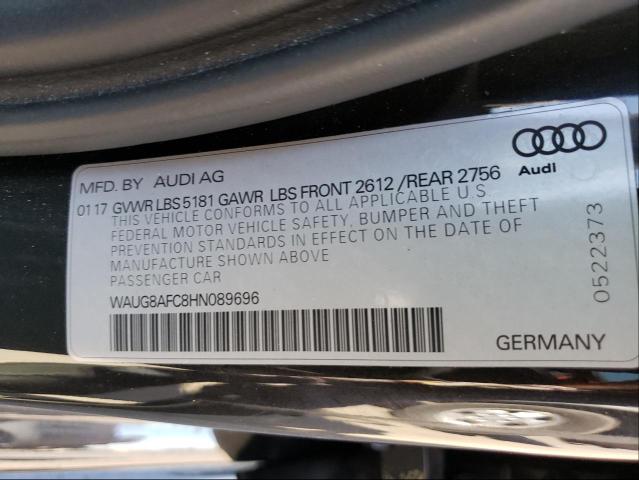 MFD. BY AUDI AG
Audi
01 17 GVWR LBS 5181 GAWR LBS FRONT 2612 /REAR 2756
THIS VEHICLE CONFORMS TO ALL APPLICABLE U.S.
FEDERAL MOTOR VEHICLE SAFETY, BUMPER AND THEFT
PREVENTION STANDARDS IN EFFECT ON THE DATE OF
MANUFACTURE SHOWN ABOVE
PASSENGER CAR
WAUG8AFC8HN089696
GERMANY
0522373